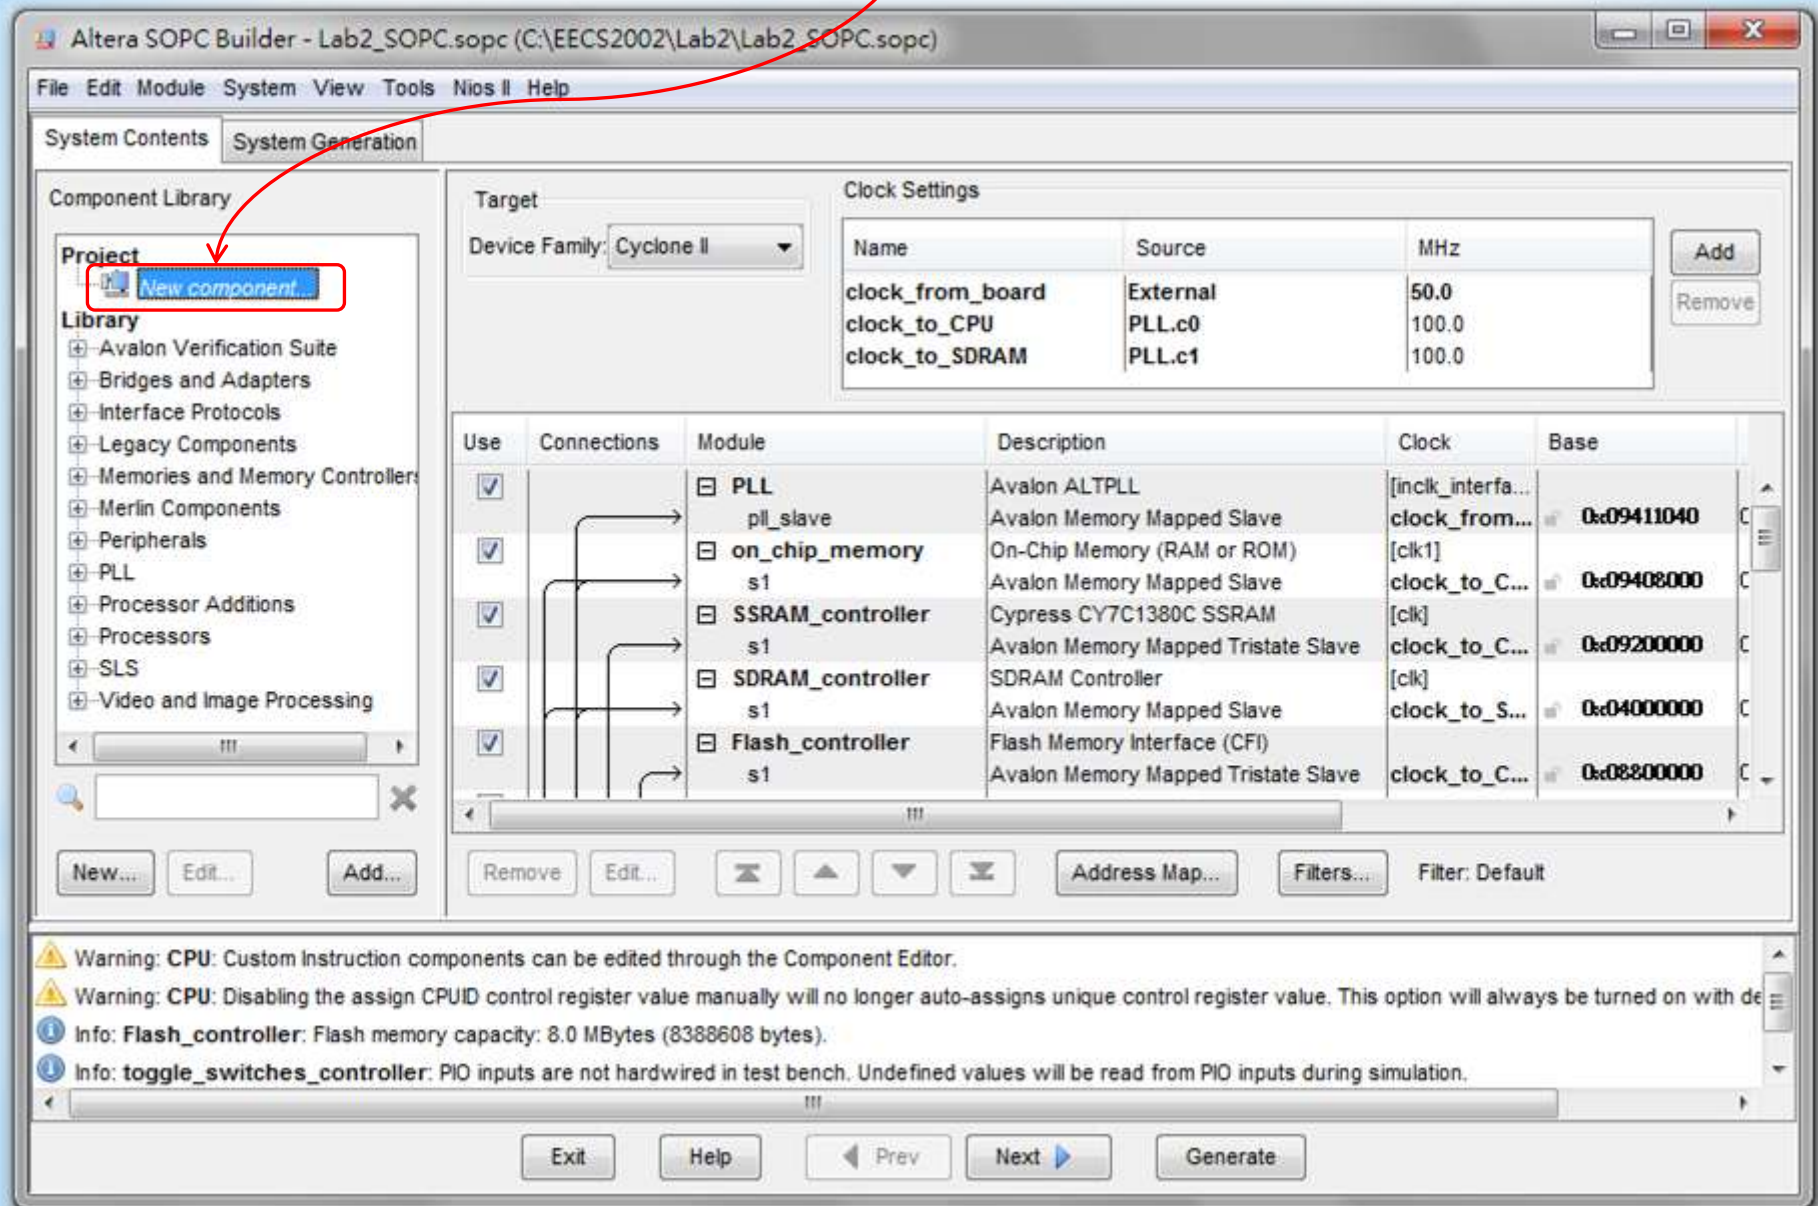 Altera SOPC Builder - Lab2_SOPC.sopc (C:\EECS2002\Lab2\Lab2_SOPC.sopc)
File Edit Module System View Tools Nios II Help
System Contents System Generation
Component Library
Project
New component...
Library
Avalon Verification Suite
Bridges and Adapters
Interface Protocols
Legacy Components
Memories and Memory Controllers
Merlin Components
Peripherals
PLL
Processor Additions
Processors
SLS
Video and Image Processing
New... Edit... Add...
Target
Device Family: Cyclone II
Clock Settings
Name Source MHz
clock_from_board External 50.0
clock_to_CPU PLL.c0 100.0
clock_to_SDRAM PLL.c1 100.0
Add
Remove
Use Connections Module Description Clock Base
PLL Avalon ALTPLL [inclk_interfa...
pll_slave Avalon Memory Mapped Slave clock_from... 0x09411040
on_chip_memory On-Chip Memory (RAM or ROM) [clk1]
s1 Avalon Memory Mapped Slave clock_to_C... 0x09408000
SSRAM_controller Cypress CY7C1380C SSRAM [clk]
s1 Avalon Memory Mapped Tristate Slave clock_to_C... 0x09200000
SDRAM_controller SDRAM Controller [clk]
s1 Avalon Memory Mapped Slave clock_to_S... 0x04000000
Flash_controller Flash Memory Interface (CFI)
s1 Avalon Memory Mapped Tristate Slave clock_to_C... 0x08800000
Remove Edit... Address Map... Filters... Filter: Default
Warning: CPU: Custom Instruction components can be edited through the Component Editor.
Warning: CPU: Disabling the assign CPUID control register value manually will no longer auto-assigns unique control register value. This option will always be turned on with de
Info: Flash_controller: Flash memory capacity: 8.0 MBytes (8388608 bytes).
Info: toggle_switches_controller: PIO inputs are not hardwired in test bench. Undefined values will be read from PIO inputs during simulation.
Exit Help Prev Next Generate